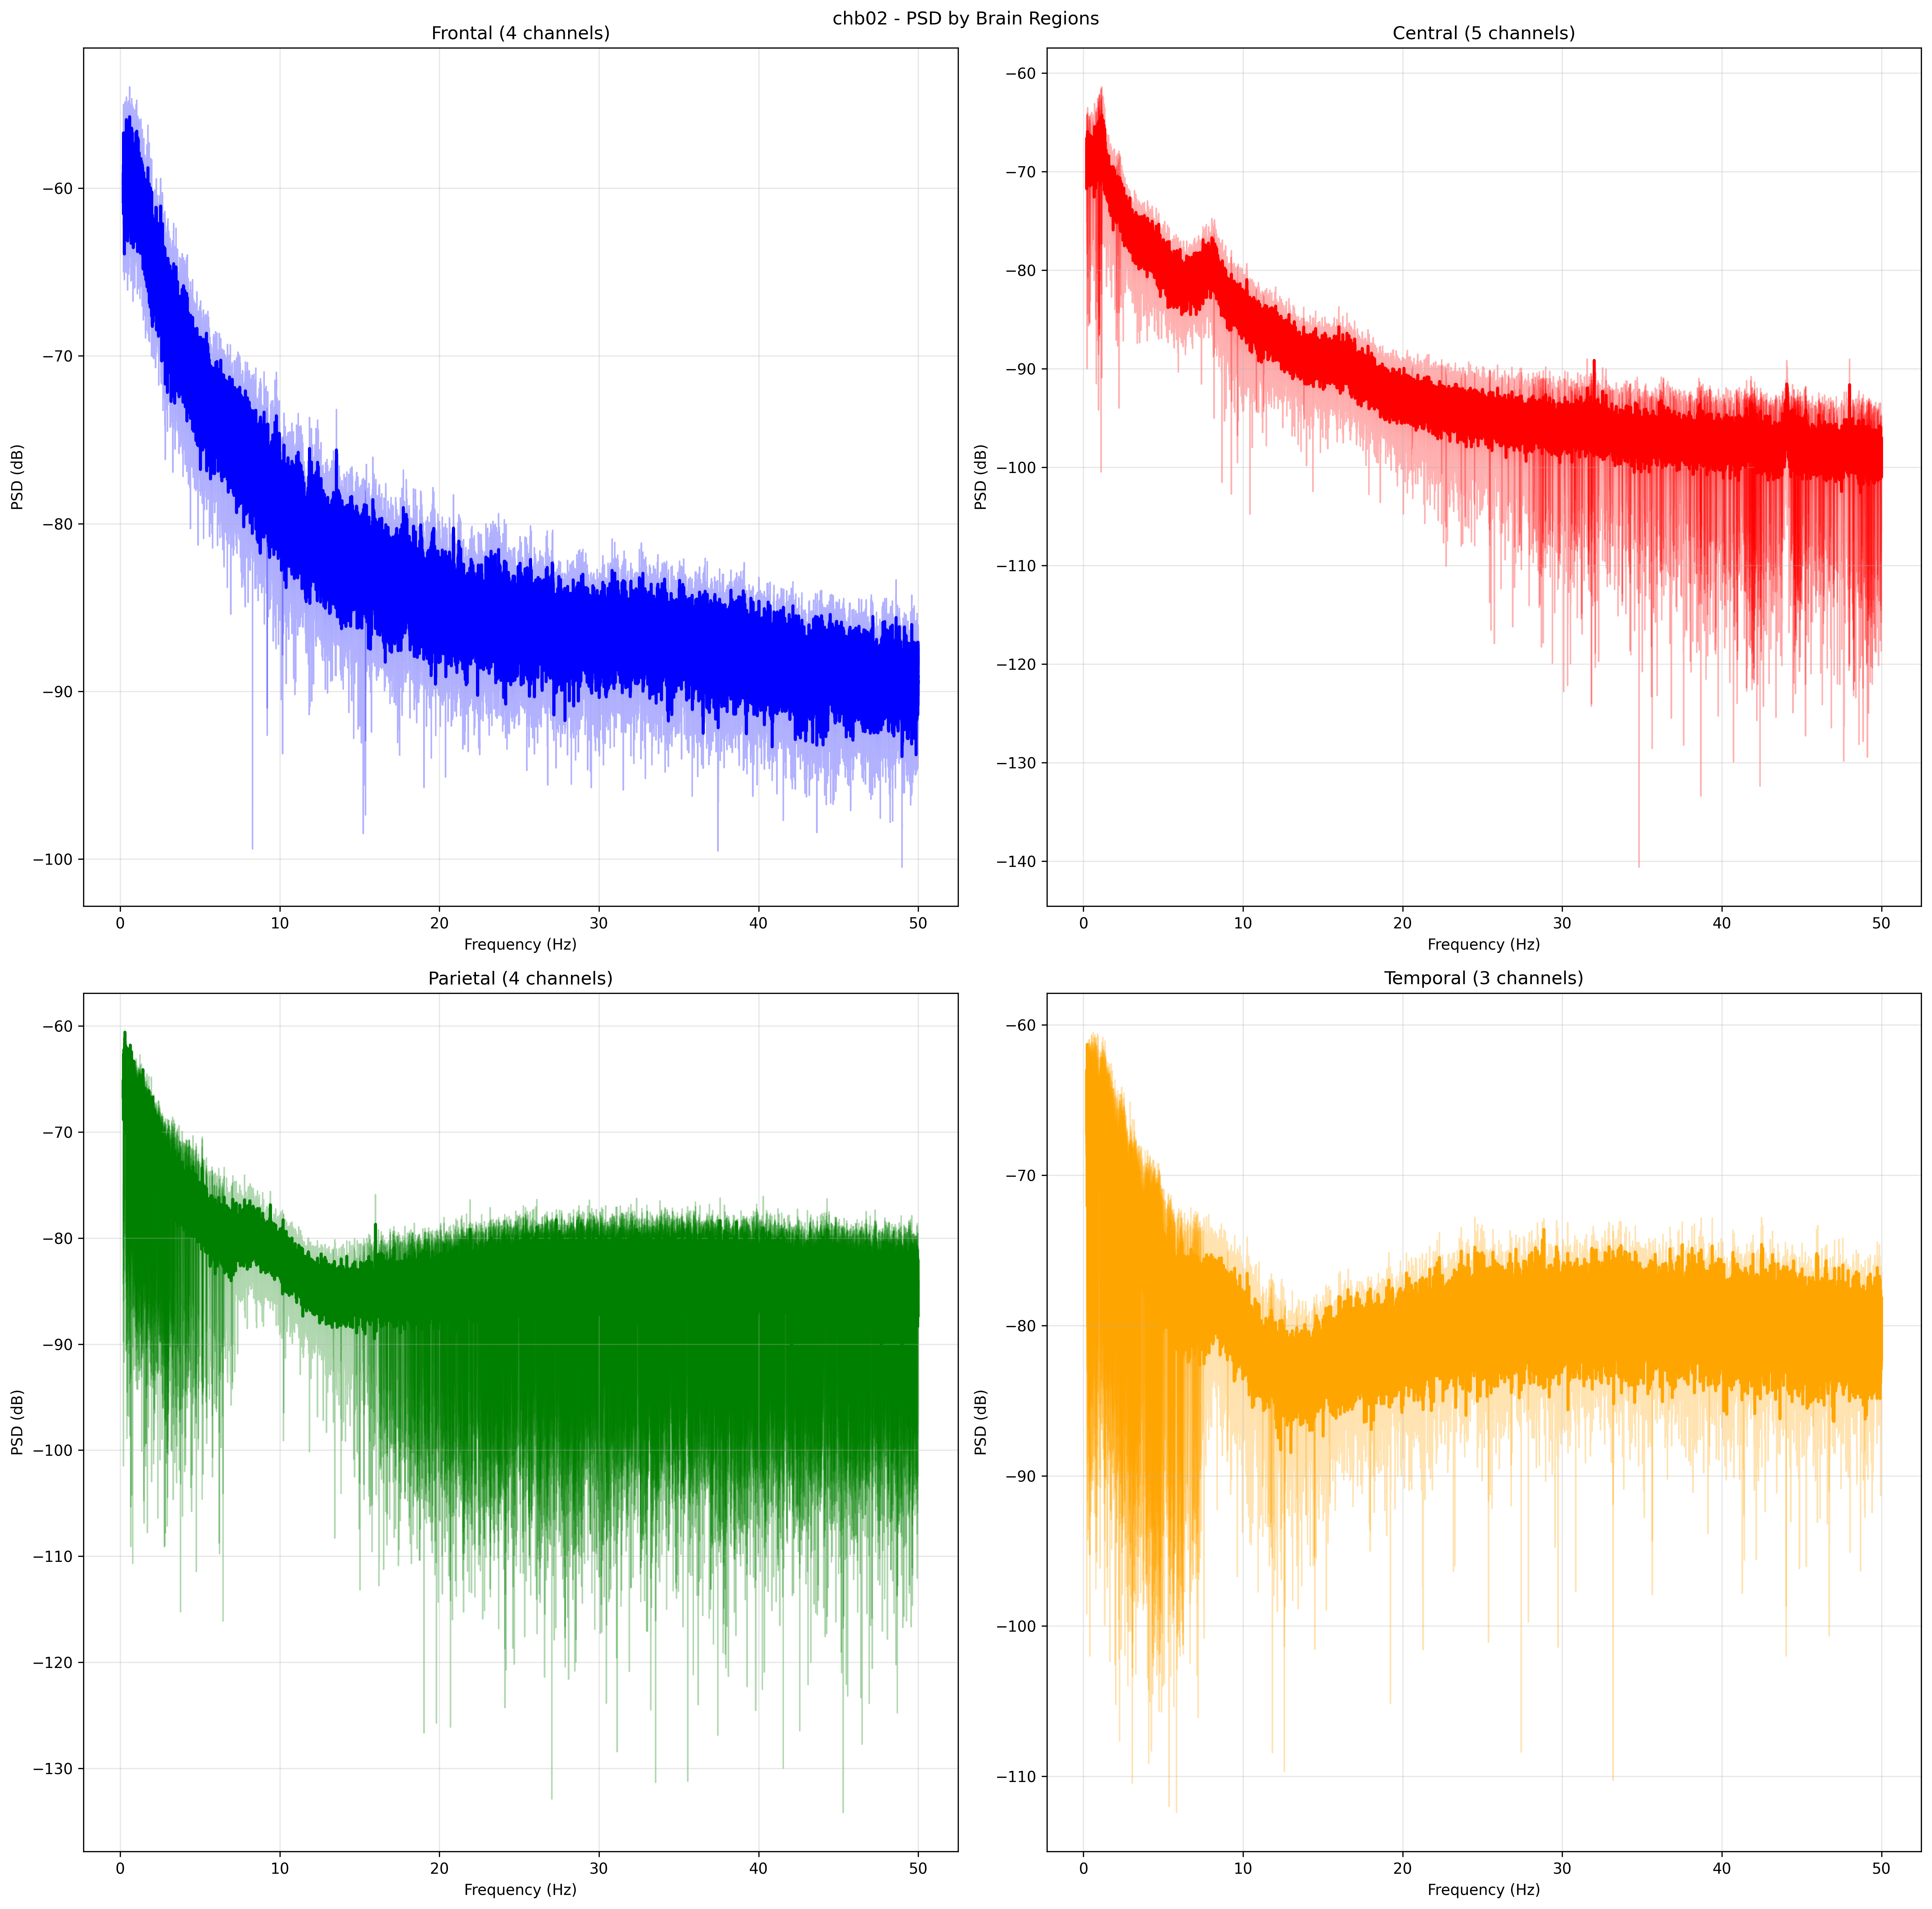 chb02 - PSD by Brain Regions
Frontal (4 channels)
PSD (dB)
−60
−70
−80
−90
−100
0 10 20 30 40 50
Frequency (Hz)
Central (5 channels)
PSD (dB)
−60
−70
−80
−90
−100
−110
−120
−130
−140
0 10 20 30 40 50
Frequency (Hz)
Parietal (4 channels)
PSD (dB)
−60
−70
−80
−90
−100
−110
−120
−130
0 10 20 30 40 50
Frequency (Hz)
Temporal (3 channels)
PSD (dB)
−60
−70
−80
−90
−100
−110
0 10 20 30 40 50
Frequency (Hz)